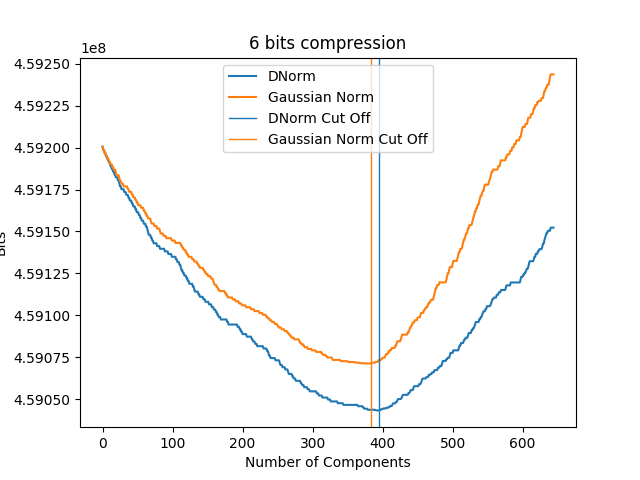 6 bits compression
1e8
4.59250
4.59225
4.59200
4.59175
4.59150
4.59125
4.59100
4.59075
4.59050
Bits
DNorm
Gaussian Norm
DNorm Cut Off
Gaussian Norm Cut Off
0 100 200 300 400 500 600
Number of Components